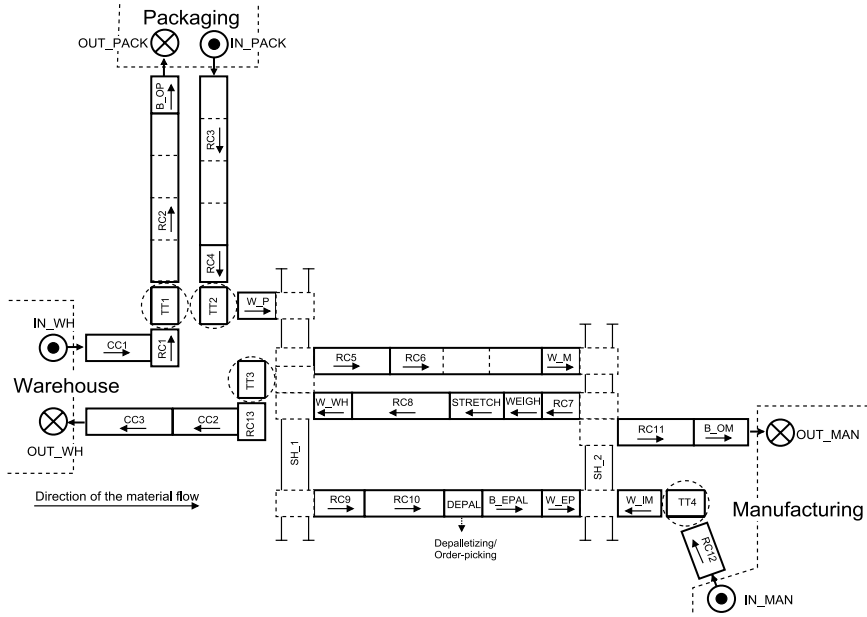 Packaging
OUT_PACK
IN_PACK
B_OP
RC3
RC2
RC4
TT1
TT2
W_P
IN_WH
CC1
RC1
RC5
RC6
W_M
Warehouse
TT3
W_WH
RC8
STRETCH
WEIGH
RC7
CC3
CC2
RC13
OUT_WH
SH_1
SH_2
RC11
B_OM
OUT_MAN
Direction of the material flow
RC9
RC10
DEPAL
B_EPAL
W_EP
W_IM
TT4
Manufacturing
Depalletizing/
Order-picking
RC12
IN_MAN